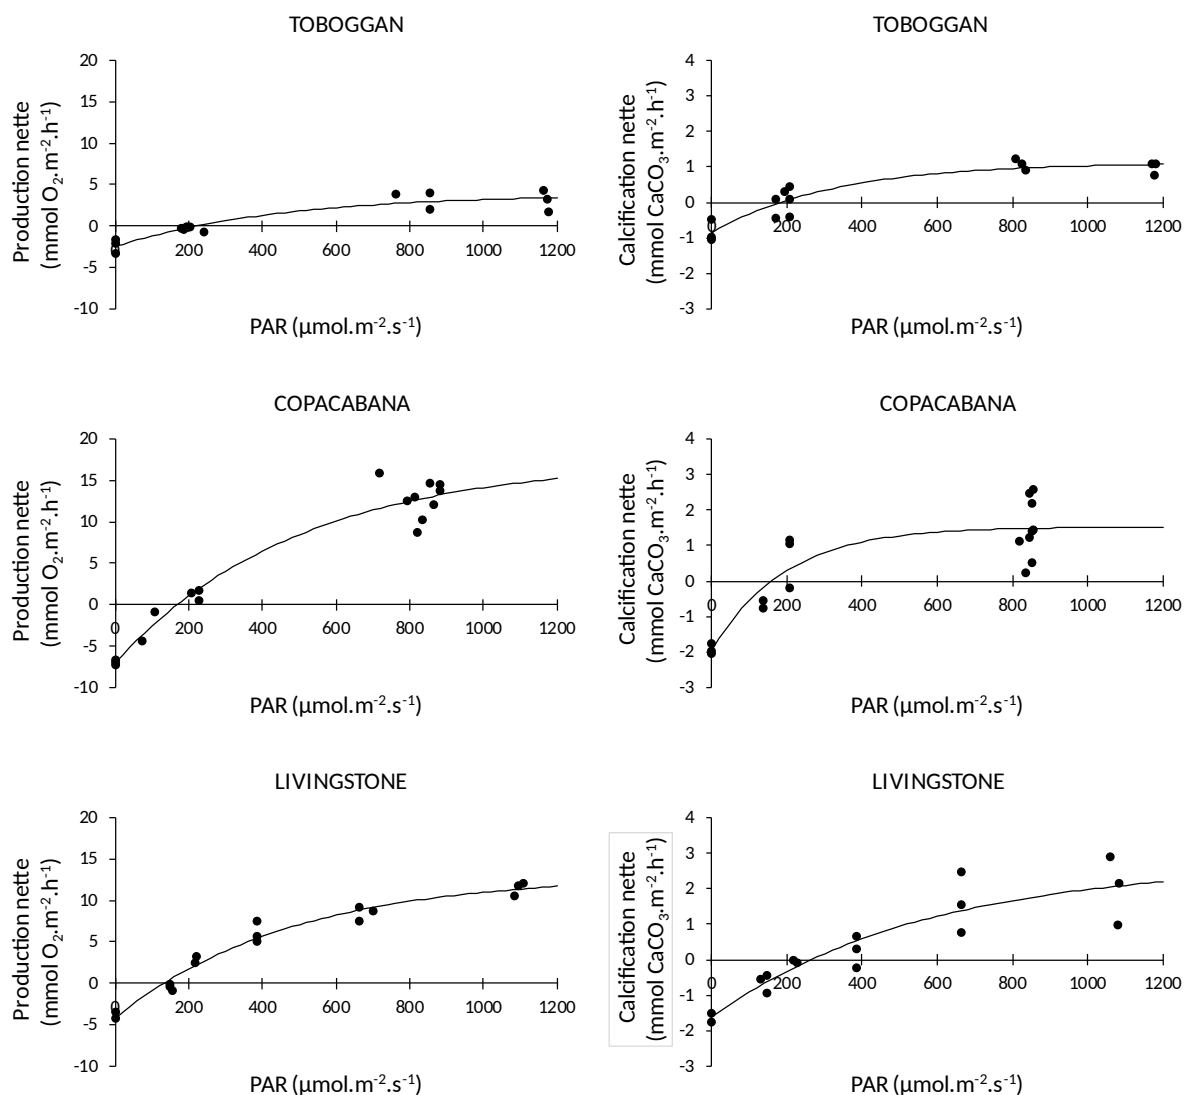 TOBOGGAN
Production nette
(mmol O₂.m⁻².h⁻¹)
20
15
10
5
0
-5
-10
0 200 400 600 800 1000 1200
PAR (µmol.m⁻².s⁻¹)
TOBOGGAN
Calcification nette
(mmol CaCO₃.m⁻².h⁻¹)
4
3
2
1
0
-1
-2
-3
0 200 400 600 800 1000 1200
PAR (µmol.m⁻².s⁻¹)
COPACABANA
Production nette
(mmol O₂.m⁻².h⁻¹)
20
15
10
5
0
-5
-10
0 200 400 600 800 1000 1200
PAR (µmol.m⁻².s⁻¹)
COPACABANA
Calcification nette
(mmol CaCO₃.m⁻².h⁻¹)
4
3
2
1
0
-1
-2
-3
0 200 400 600 800 1000 1200
PAR (µmol.m⁻².s⁻¹)
LIVINGSTONE
Production nette
(mmol O₂.m⁻².h⁻¹)
20
15
10
5
0
-5
-10
0 200 400 600 800 1000 1200
PAR (µmol.m⁻².s⁻¹)
LIVINGSTONE
Calcification nette
(mmol CaCO₃.m⁻².h⁻¹)
4
3
2
1
0
-1
-2
-3
0 200 400 600 800 1000 1200
PAR (µmol.m⁻².s⁻¹)